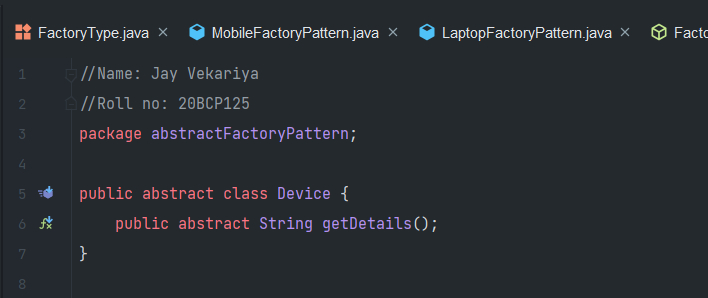 FactoryType.java × MobileFactoryPattern.java × LaptopFactoryPattern.java × Facto
1 //Name: Jay Vekariya
2 //Roll no: 20BCP125
3 package abstractFactoryPattern;
4
5 public abstract class Device {
6 public abstract String getDetails();
7 }
8